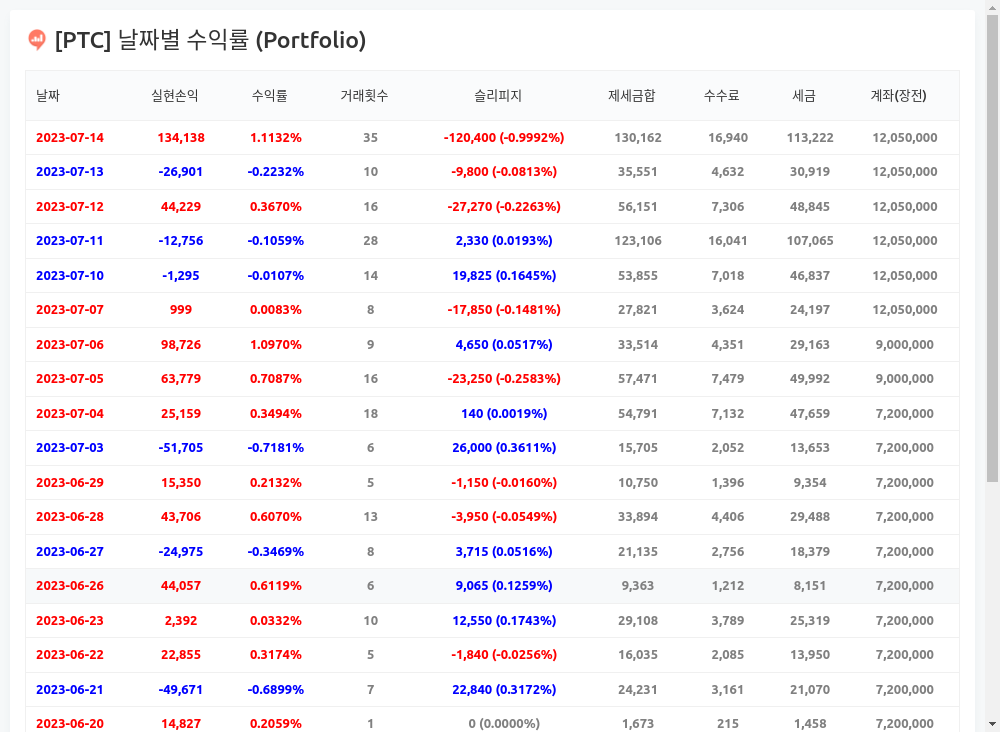 [PTC] 날짜별 수익률 (Portfolio)
날짜 실현손익 수익률 거래횟수 슬리피지 제세금합 수수료 세금 계좌(장전)
2023-07-14 134,138 1.1132% 35 -120,400 (-0.9992%) 130,162 16,940 113,222 12,050,000
2023-07-13 -26,901 -0.2232% 10 -9,800 (-0.0813%) 35,551 4,632 30,919 12,050,000
2023-07-12 44,229 0.3670% 16 -27,270 (-0.2263%) 56,151 7,306 48,845 12,050,000
2023-07-11 -12,756 -0.1059% 28 2,330 (0.0193%) 123,106 16,041 107,065 12,050,000
2023-07-10 -1,295 -0.0107% 14 19,825 (0.1645%) 53,855 7,018 46,837 12,050,000
2023-07-07 999 0.0083% 8 -17,850 (-0.1481%) 27,821 3,624 24,197 12,050,000
2023-07-06 98,726 1.0970% 9 4,650 (0.0517%) 33,514 4,351 29,163 9,000,000
2023-07-05 63,779 0.7087% 16 -23,250 (-0.2583%) 57,471 7,479 49,992 9,000,000
2023-07-04 25,159 0.3494% 18 140 (0.0019%) 54,791 7,132 47,659 7,200,000
2023-07-03 -51,705 -0.7181% 6 26,000 (0.3611%) 15,705 2,052 13,653 7,200,000
2023-06-29 15,350 0.2132% 5 -1,150 (-0.0160%) 10,750 1,396 9,354 7,200,000
2023-06-28 43,706 0.6070% 13 -3,950 (-0.0549%) 33,894 4,406 29,488 7,200,000
2023-06-27 -24,975 -0.3469% 8 3,715 (0.0516%) 21,135 2,756 18,379 7,200,000
2023-06-26 44,057 0.6119% 6 9,065 (0.1259%) 9,363 1,212 8,151 7,200,000
2023-06-23 2,392 0.0332% 10 12,550 (0.1743%) 29,108 3,789 25,319 7,200,000
2023-06-22 22,855 0.3174% 5 -1,840 (-0.0256%) 16,035 2,085 13,950 7,200,000
2023-06-21 -49,671 -0.6899% 7 22,840 (0.3172%) 24,231 3,161 21,070 7,200,000
2023-06-20 14,827 0.2059% 1 0 (0.0000%) 1,673 215 1,458 7,200,000